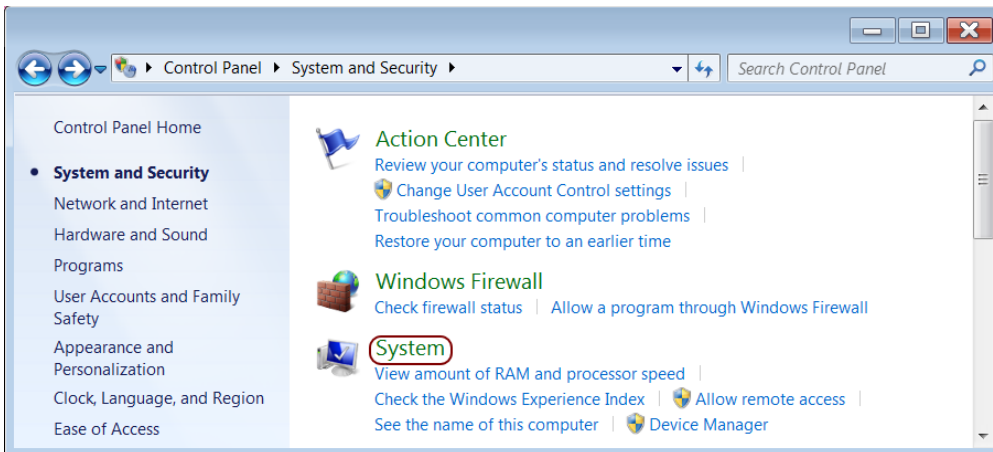 Control Panel System and Security
Search Control Panel
Control Panel Home
System and Security
Network and Internet
Hardware and Sound
Programs
User Accounts and Family
Safety
Appearance and
Personalization
Clock, Language, and Region
Ease of Access
Action Center
Review your computer's status and resolve issues
Change User Account Control settings
Troubleshoot common computer problems
Restore your computer to an earlier time
Windows Firewall
Check firewall status Allow a program through Windows Firewall
System
View amount of RAM and processor speed
Check the Windows Experience Index Allow remote access
See the name of this computer Device Manager